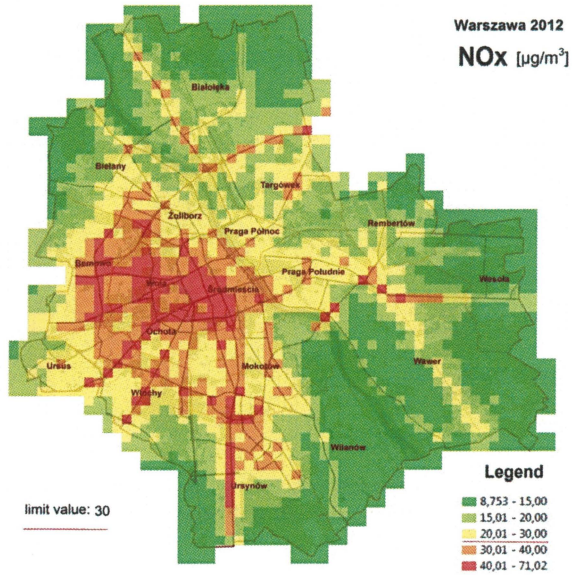 Warszawa 2012
NOx [µg/m³]
Białołęka
Bielany
Targówek
Żoliborz
Praga Północ
Rembertów
Bemowo
Wola
Śródmieście
Praga Południe
Wesoła
Ochota
Ursus
Włochy
Mokotów
Wawer
Wilanów
Ursynów
limit value: 30
Legend
8,753 - 15,00
15,01 - 20,00
20,01 - 30,00
30,01 - 40,00
40,01 - 71,02